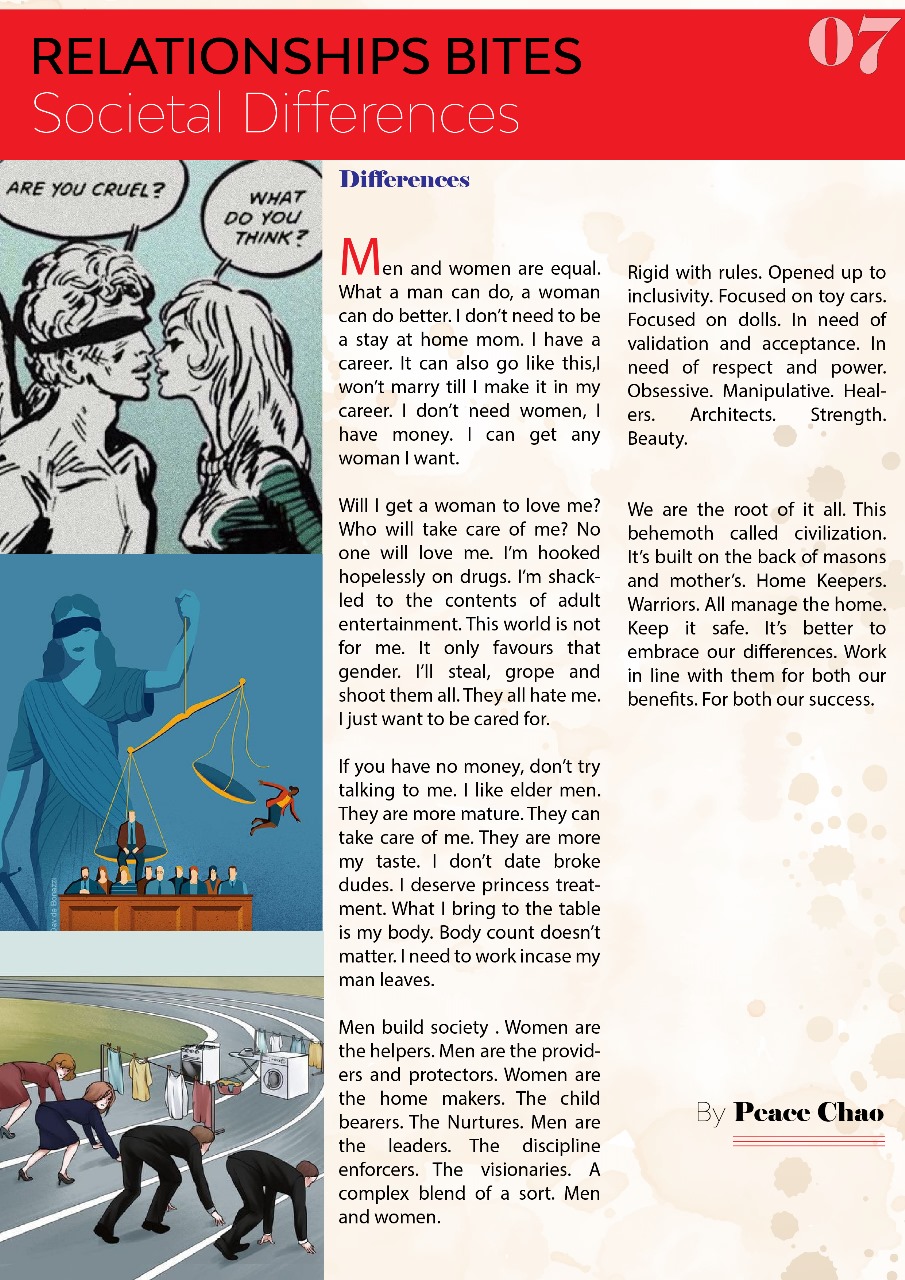 07
RELATIONSHIPS BITES
Societal Differences
ARE YOU CRUEL?
WHAT
DO YOU
THINK?
Differences
Men and women are equal.
What a man can do, a woman
can do better. I don't need to be
a stay at home mom. I have a
career. It can also go like this,I
won't marry till I make it in my
career. I don't need women, I
have money. I can get any
woman I want.
Will I get a woman to love me?
Who will take care of me? No
one will love me. I'm hooked
hopelessly on drugs. I'm shack-
led to the contents of adult
entertainment. This world is not
for me. It only favours that
gender. I'll steal, grope and
shoot them all. They all hate me.
I just want to be cared for.
If you have no money, don't try
talking to me. I like elder men.
They are more mature. They can
take care of me. They are more
my taste. I don't date broke
dudes. I deserve princess treat-
ment. What I bring to the table
is my body. Body count doesn't
matter. I need to work incase my
man leaves.
Men build society . Women are
the helpers. Men are the provid-
ers and protectors. Women are
the home makers. The child
bearers. The Nurtures. Men are
the leaders. The discipline
enforcers. The visionaries. A
complex blend of a sort. Men
and women.
Rigid with rules. Opened up to
inclusivity. Focused on toy cars.
Focused on dolls. In need of
validation and acceptance. In
need of respect and power.
Obsessive. Manipulative. Heal-
ers. Architects. Strength.
Beauty.
We are the root of it all. This
behemoth called civilization.
It's built on the back of masons
and mother's. Home Keepers.
Warriors. All manage the home.
Keep it safe. It's better to
embrace our differences. Work
in line with them for both our
benefits. For both our success.
By Peace Chao